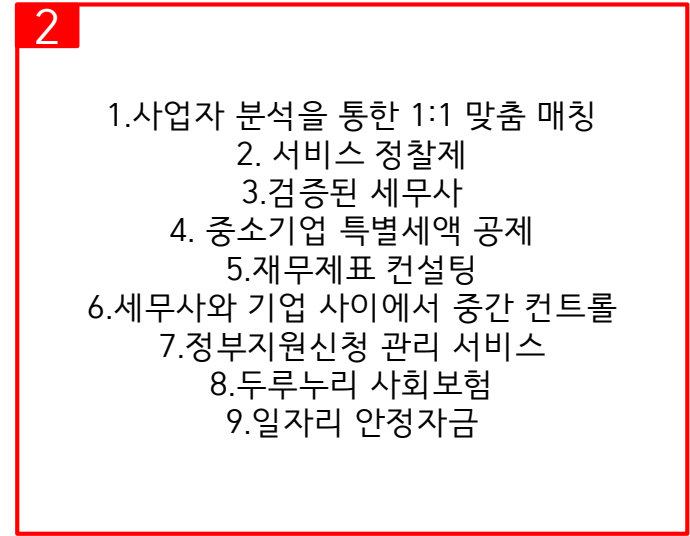 2
1.사업자 분석을 통한 1:1 맞춤 매칭
2. 서비스 정찰제
3.검증된 세무사
4. 중소기업 특별세액 공제
5.재무제표 컨설팅
6.세무사와 기업 사이에서 중간 컨트롤
7.정부지원신청 관리 서비스
8.두루누리 사회보험
9.일자리 안정자금